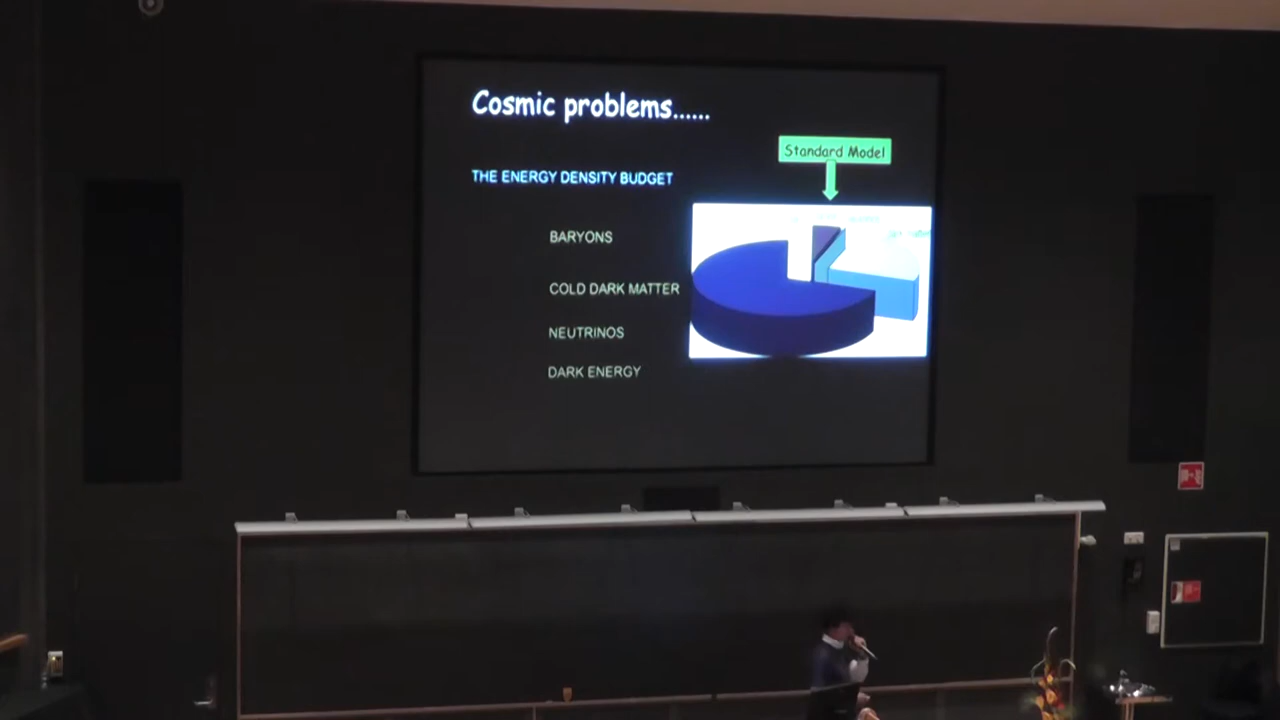 Cosmic problems......
Standard Model
THE ENERGY DENSITY BUDGET
BARYONS
COLD DARK MATTER
NEUTRINOS
DARK ENERGY